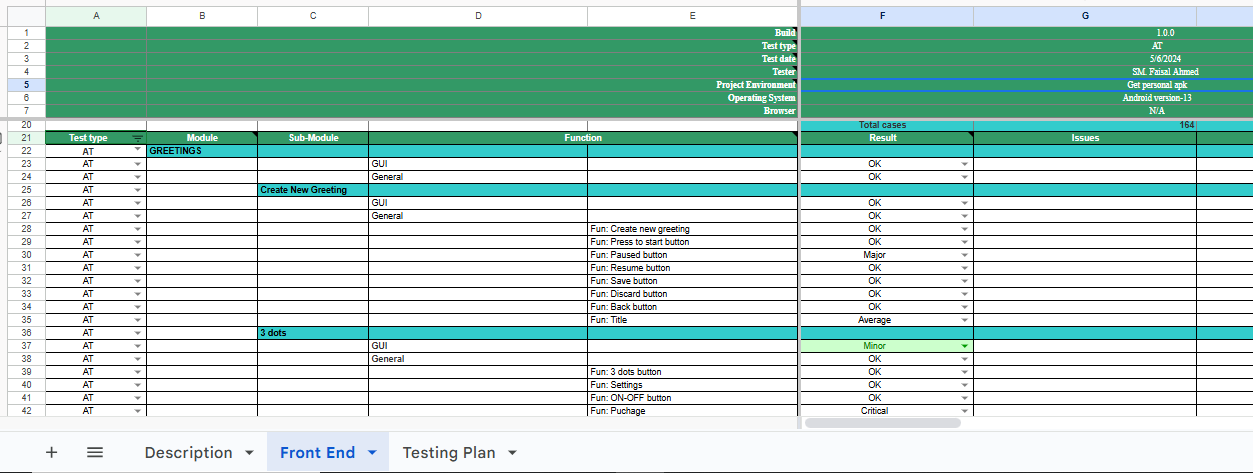 A B C D E F G
1 Build 1.0.0
2 Test type AT
3 Test date 5/6/2024
4 Tester SM. Faisal Ahmed
5 Project Environment Get personal apk
6 Operating System Android version-13
7 Browser N/A
20 Total cases 164
21 Test type Module Sub-Module Function Result Issues
22 AT GREETINGS
23 AT GUI OK
24 AT General OK
25 AT Create New Greeting
26 AT GUI OK
27 AT General OK
28 AT Fun: Create new greeting OK
29 AT Fun: Press to start button OK
30 AT Fun: Paused button Major
31 AT Fun: Resume button OK
32 AT Fun: Save button OK
33 AT Fun: Discard button OK
34 AT Fun: Back button OK
35 AT Fun: Title Average
36 AT 3 dots
37 AT GUI Minor
38 AT General OK
39 AT Fun: 3 dots button OK
40 AT Fun: Settings OK
41 AT Fun: ON-OFF button OK
42 AT Fun: Puchage Critical
Description Front End Testing Plan